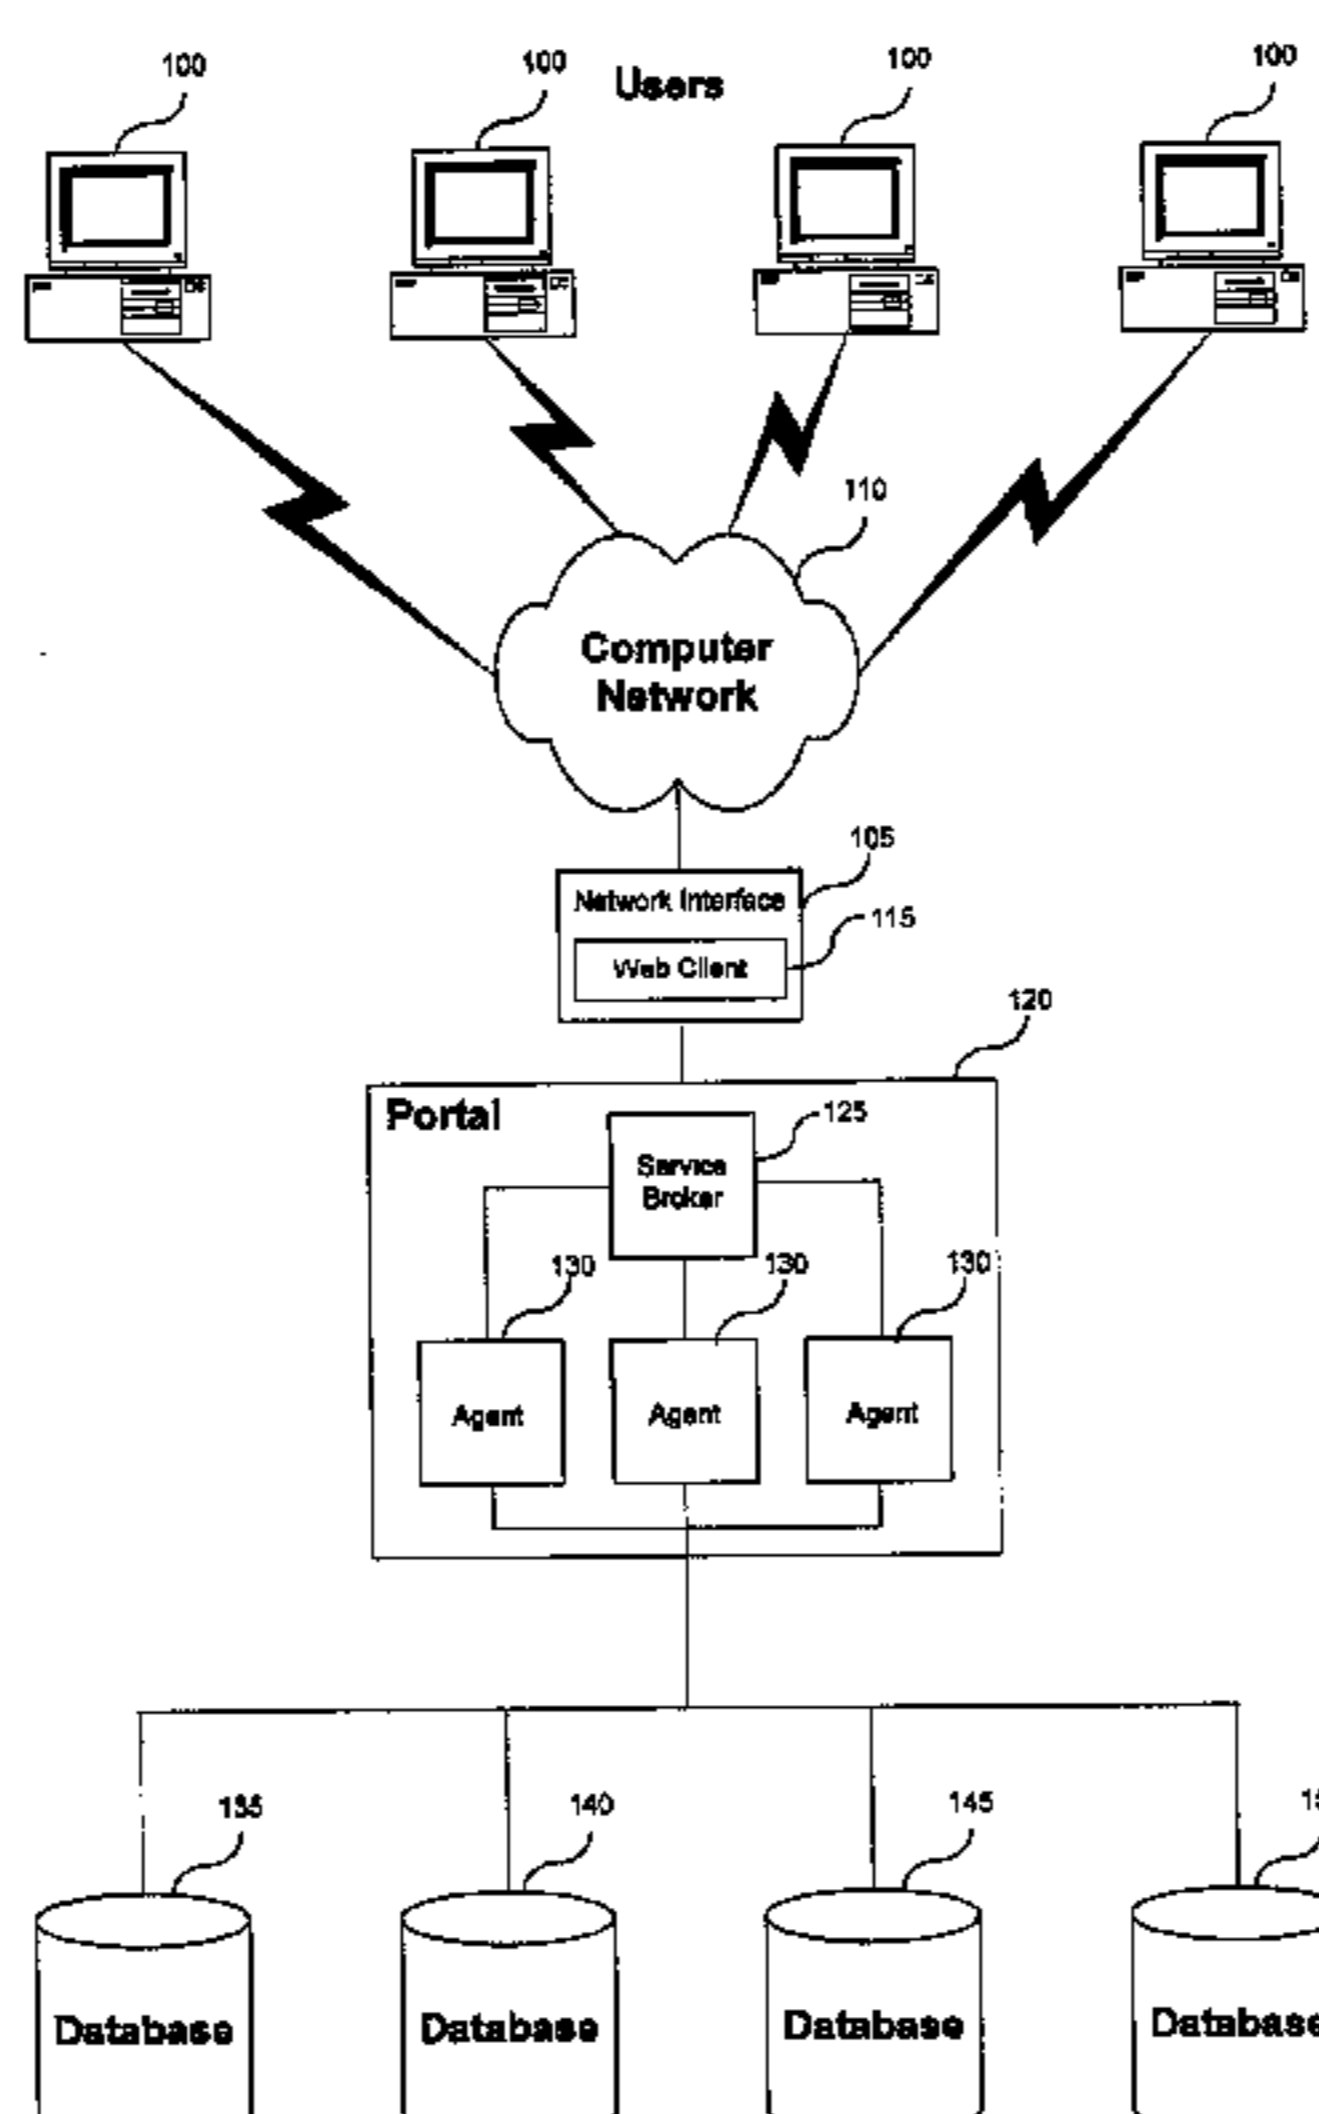 100 100 Users 100 100
110
Computer
Network
105
Network Interface
115
Web Client
120
Portal
125
Service
Broker
130 130 130
Agent Agent Agent
135 140 145
Database Database Database Database